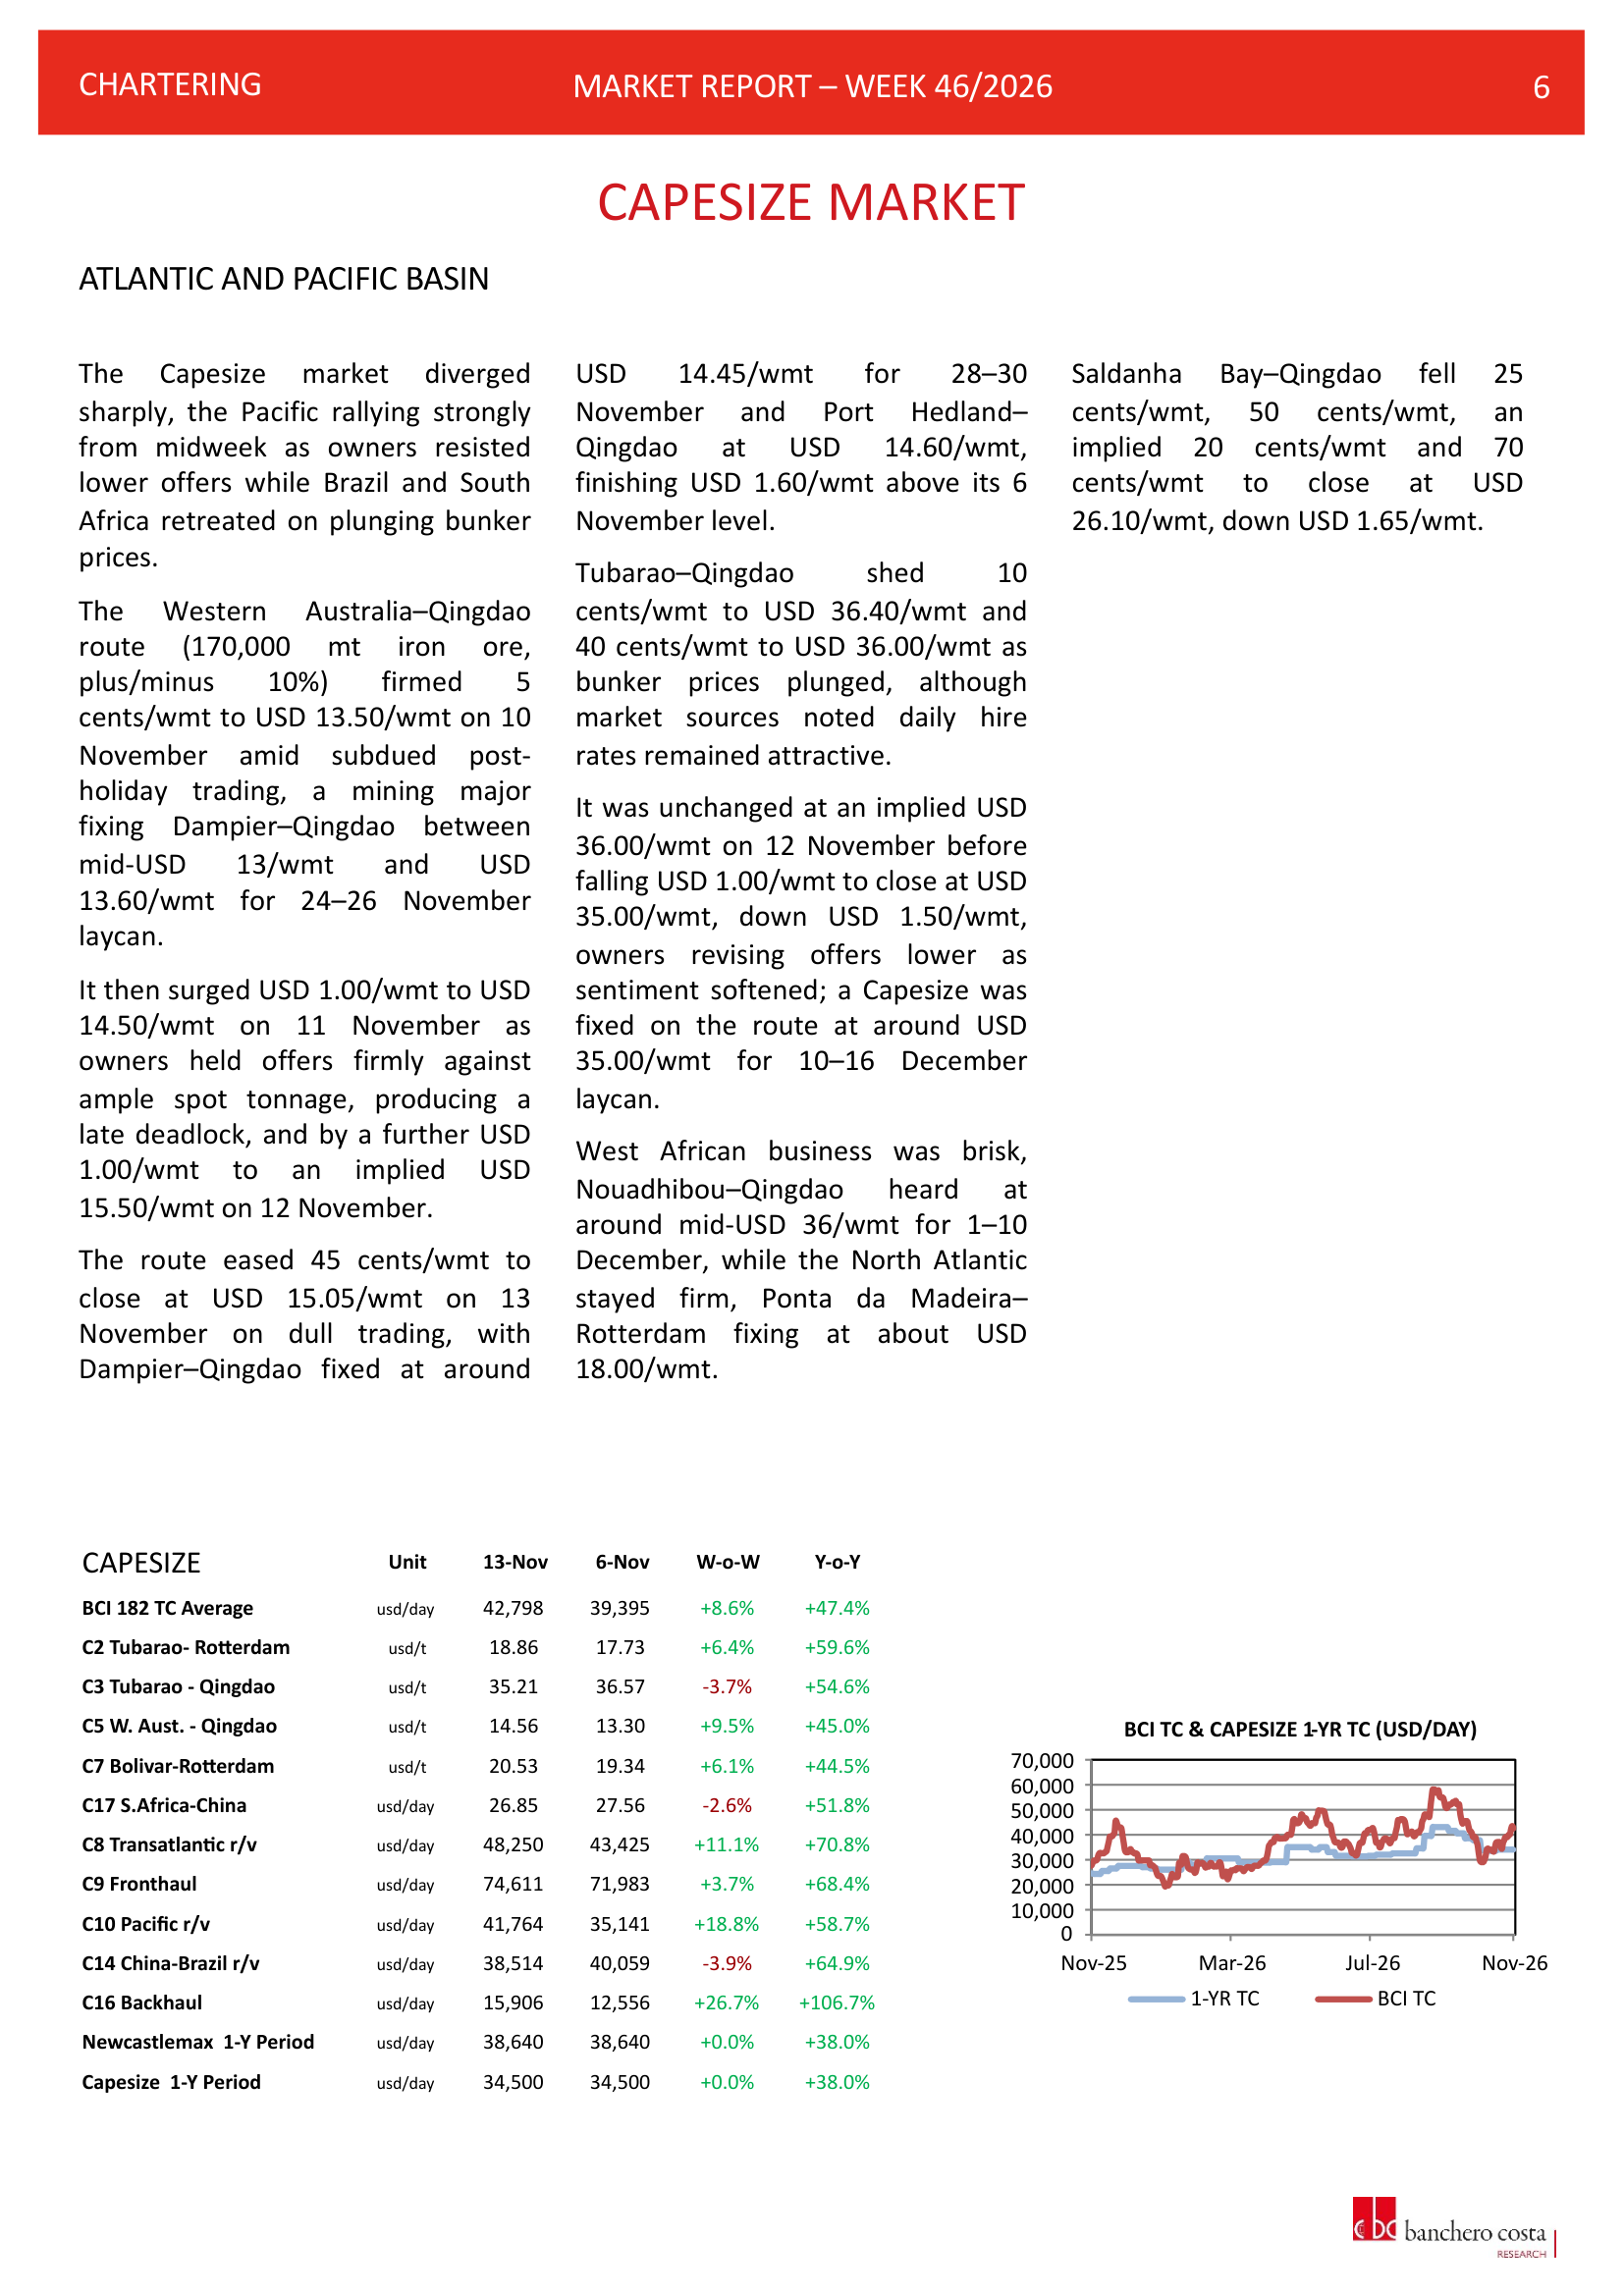 CHARTERING
MARKET REPORT – WEEK 46/2026
6
CAPESIZE MARKET
ATLANTIC AND PACIFIC BASIN
The Capesize market diverged
sharply, the Pacific rallying strongly
from midweek as owners resisted
lower offers while Brazil and South
Africa retreated on plunging bunker
prices.
The Western Australia–Qingdao
route (170,000 mt iron ore,
plus/minus 10%) firmed 5
cents/wmt to USD 13.50/wmt on 10
November amid subdued post-
holiday trading, a mining major
fixing Dampier–Qingdao between
mid-USD 13/wmt and USD
13.60/wmt for 24–26 November
laycan.
It then surged USD 1.00/wmt to USD
14.50/wmt on 11 November as
owners held offers firmly against
ample spot tonnage, producing a
late deadlock, and by a further USD
1.00/wmt to an implied USD
15.50/wmt on 12 November.
The route eased 45 cents/wmt to
close at USD 15.05/wmt on 13
November on dull trading, with
Dampier–Qingdao fixed at around
USD 14.45/wmt for 28–30
November and Port Hedland–
Qingdao at USD 14.60/wmt,
finishing USD 1.60/wmt above its 6
November level.
Tubarao–Qingdao shed 10
cents/wmt to USD 36.40/wmt and
40 cents/wmt to USD 36.00/wmt as
bunker prices plunged, although
market sources noted daily hire
rates remained attractive.
It was unchanged at an implied USD
36.00/wmt on 12 November before
falling USD 1.00/wmt to close at USD
35.00/wmt, down USD 1.50/wmt,
owners revising offers lower as
sentiment softened; a Capesize was
fixed on the route at around USD
35.00/wmt for 10–16 December
laycan.
West African business was brisk,
Nouadhibou–Qingdao heard at
around mid-USD 36/wmt for 1–10
December, while the North Atlantic
stayed firm, Ponta da Madeira–
Rotterdam fixing at about USD
18.00/wmt.
Saldanha Bay–Qingdao fell 25
cents/wmt, 50 cents/wmt, an
implied 20 cents/wmt and 70
cents/wmt to close at USD
26.10/wmt, down USD 1.65/wmt.
CAPESIZE Unit 13-Nov 6-Nov W-o-W Y-o-Y
BCI 182 TC Average usd/day 42,798 39,395 +8.6% +47.4%
C2 Tubarao- Rotterdam usd/t 18.86 17.73 +6.4% +59.6%
C3 Tubarao - Qingdao usd/t 35.21 36.57 -3.7% +54.6%
C5 W. Aust. - Qingdao usd/t 14.56 13.30 +9.5% +45.0%
C7 Bolivar-Rotterdam usd/t 20.53 19.34 +6.1% +44.5%
C17 S.Africa-China usd/day 26.85 27.56 -2.6% +51.8%
C8 Transatlantic r/v usd/day 48,250 43,425 +11.1% +70.8%
C9 Fronthaul usd/day 74,611 71,983 +3.7% +68.4%
C10 Pacific r/v usd/day 41,764 35,141 +18.8% +58.7%
C14 China-Brazil r/v usd/day 38,514 40,059 -3.9% +64.9%
C16 Backhaul usd/day 15,906 12,556 +26.7% +106.7%
Newcastlemax 1-Y Period usd/day 38,640 38,640 +0.0% +38.0%
Capesize 1-Y Period usd/day 34,500 34,500 +0.0% +38.0%
BCI TC & CAPESIZE 1-YR TC (USD/DAY)
70,000
60,000
50,000
40,000
30,000
20,000
10,000
0
Nov-25 Mar-26 Jul-26 Nov-26
1-YR TC BCI TC
cbc
banchero costa
RESEARCH